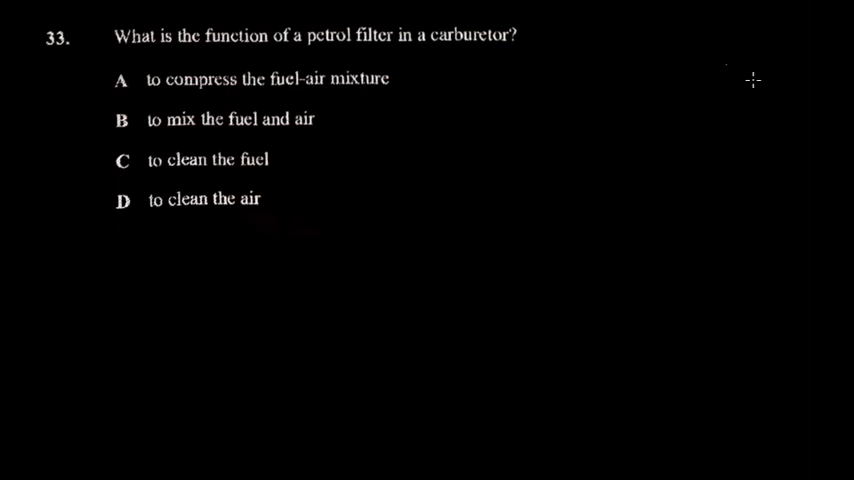 33. What is the function of a petrol filter in a carburetor?
A to compress the fuel-air mixture
B to mix the fuel and air
C to clean the fuel
D to clean the air